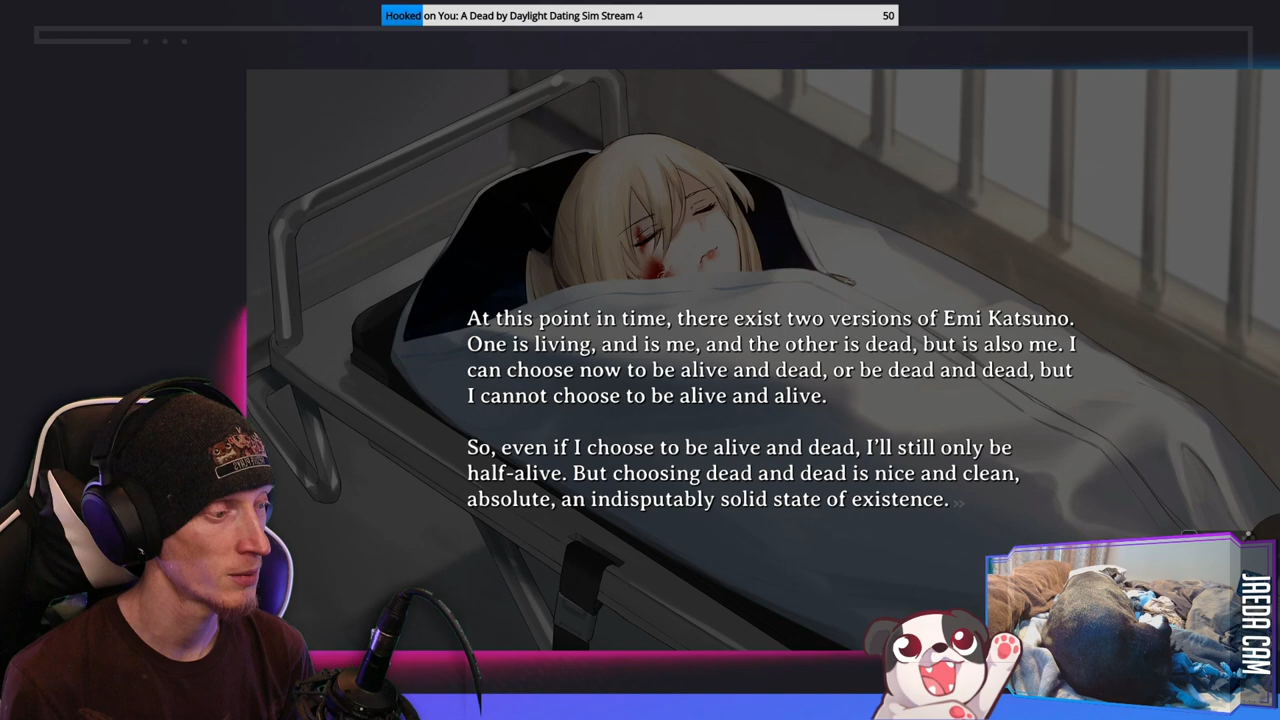 Hooked on You: A Dead by Daylight Dating Sim Stream 4
50
At this point in time, there exist two versions of Emi Katsuno.
One is living, and is me, and the other is dead, but is also me. I
can choose now to be alive and dead, or be dead and dead, but
I cannot choose to be alive and alive.
So, even if I choose to be alive and dead, I'll still only be
half-alive. But choosing dead and dead is nice and clean,
absolute, an indisputably solid state of existence. »
JAEDA CAM